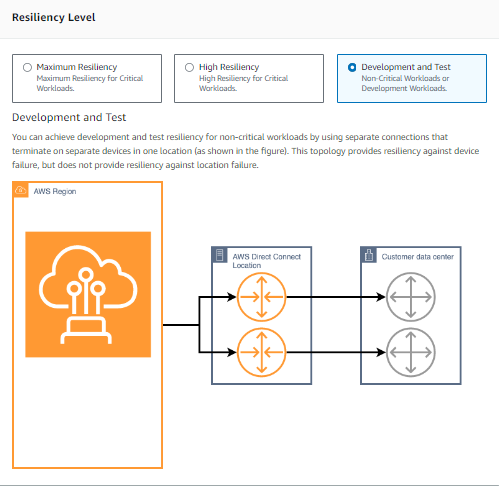 Resiliency Level
Maximum Resiliency
Maximum Resiliency for Critical
Workloads.
High Resiliency
High Resiliency for Critical
Workloads.
Development and Test
Non-Critical Workloads or
Development Workloads.
Development and Test
You can achieve development and test resiliency for non-critical workloads by using separate connections that
terminate on separate devices in one location (as shown in the figure). This topology provides resiliency against device
failure, but does not provide resiliency against location failure.
AWS Region
AWS Direct Connect
Location
Customer data center